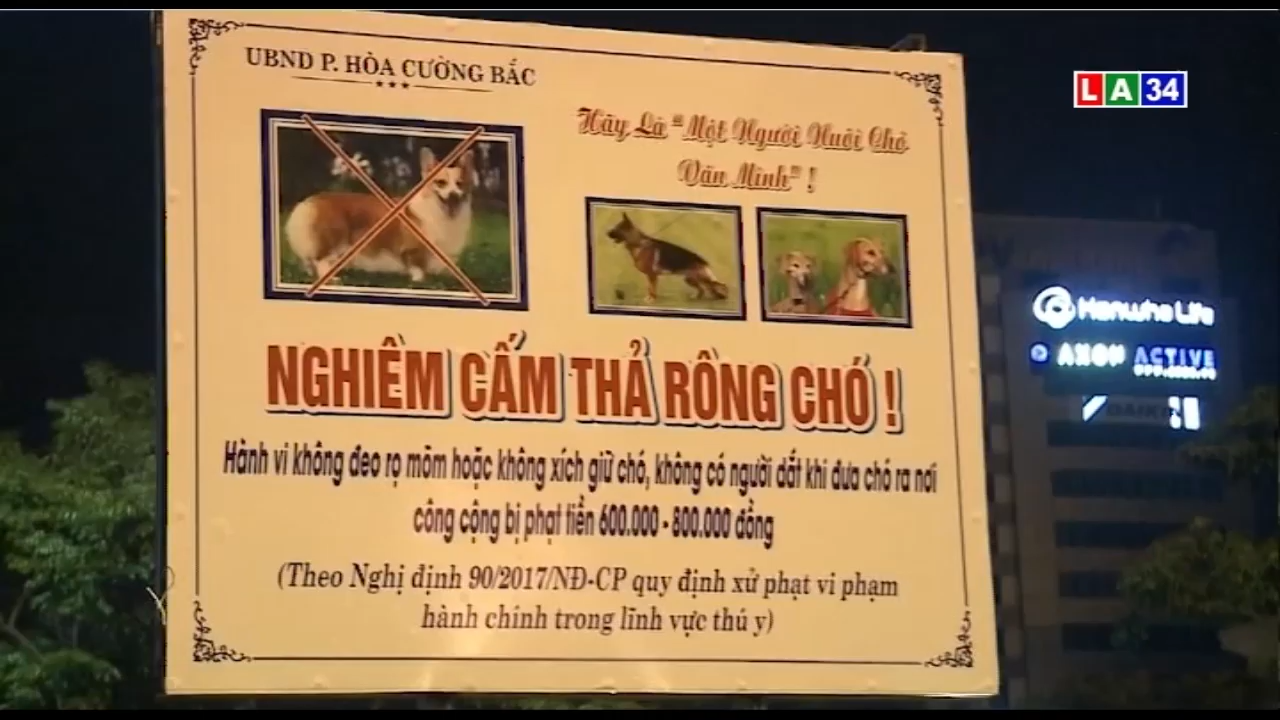 UBND P. HÒA CƯỜNG BẮC
Hãy Là "Một Người Nuôi Chó
Văn Minh" !
NGHIÊM CẤM THẢ RÔNG CHÓ !
Hành vi không đeo rọ mõm hoặc không xích giữ chó, không có người dắt khi đưa chó ra nơi
công cộng bị phạt tiền 600.000 - 800.000 đồng
(Theo Nghị định 90/2017/NĐ-CP quy định xử phạt vi phạm
hành chính trong lĩnh vực thú y)
LA34
Hanwha Life
AXON ACTIVE